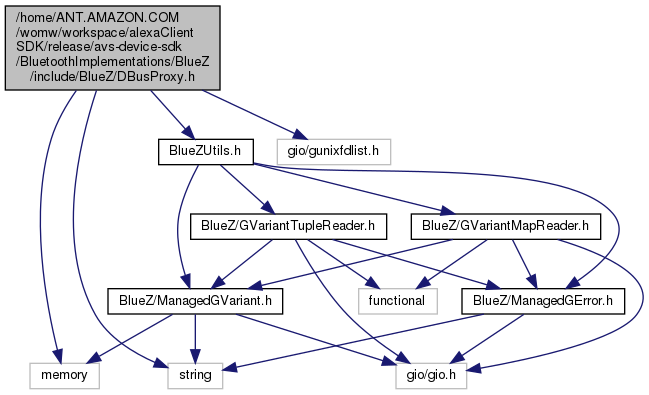 /home/ANT.AMAZON.COM
/womw/workspace/alexaClient
SDK/release/avs-device-sdk
/BluetoothImplementations/BlueZ
/include/BlueZ/DBusProxy.h
BlueZUtils.h
gio/gunixfdlist.h
BlueZ/GVariantTupleReader.h
BlueZ/GVariantMapReader.h
BlueZ/ManagedGVariant.h
functional
BlueZ/ManagedGError.h
memory
string
gio/gio.h